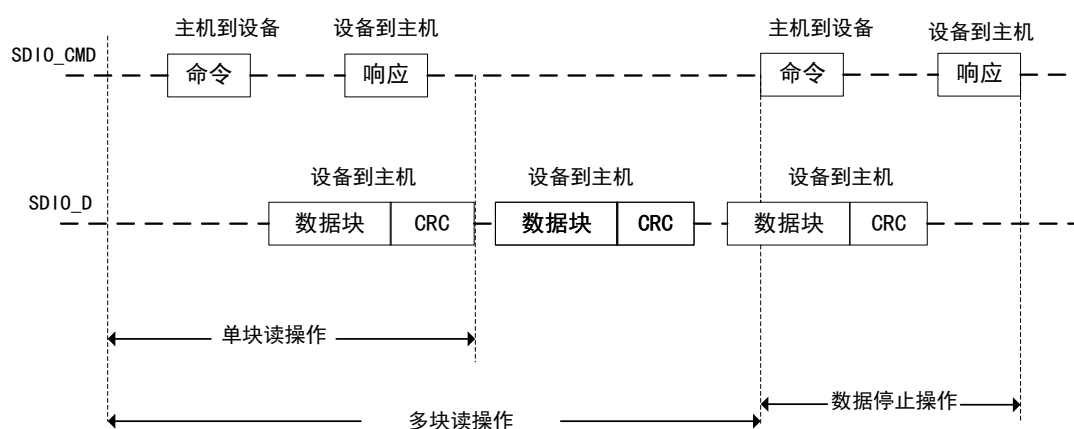 主机到设备 设备到主机 主机到设备 设备到主机
SDIO_CMD 命令 响应 命令 响应
设备到主机 设备到主机 设备到主机
SDIO_D 数据块 CRC 数据块 CRC 数据块 CRC
单块读操作
多块读操作 数据停止操作